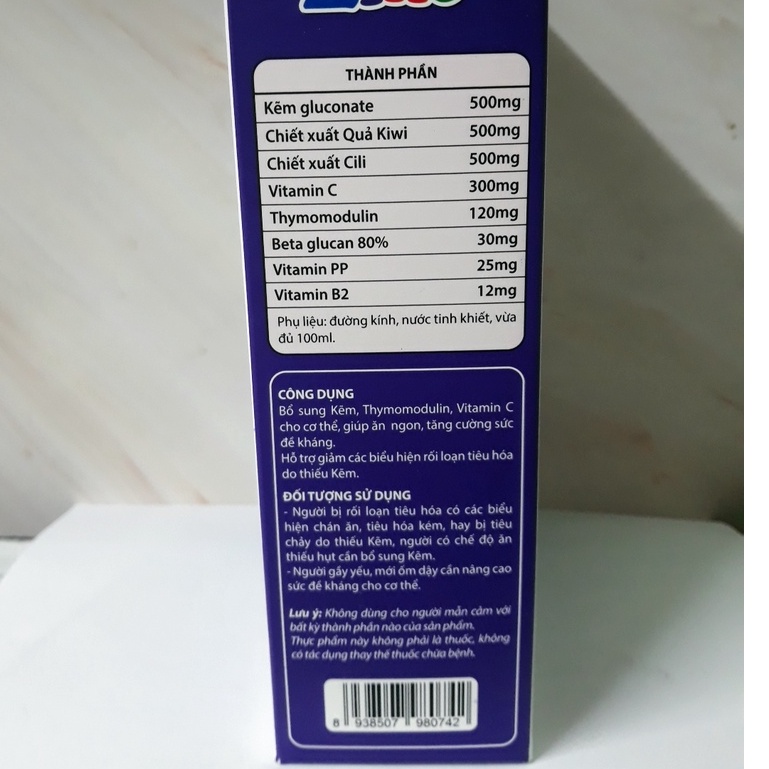 THÀNH PHẦN
Kẽm gluconate 500mg
Chiết xuất Quả Kiwi 500mg
Chiết xuất Cili 500mg
Vitamin C 300mg
Thymomodulin 120mg
Beta glucan 80% 30mg
Vitamin PP 25mg
Vitamin B2 12mg
Phụ liệu: đường kính, nước tinh khiết, vừa
đủ 100ml.
CÔNG DỤNG
Bổ sung Kẽm, Thymomodulin, Vitamin C
cho cơ thể, giúp ăn ngon, tăng cường sức
đề kháng.
Hỗ trợ giảm các biểu hiện rối loạn tiêu hóa
do thiếu Kẽm.
ĐỐI TƯỢNG SỬ DỤNG
- Người bị rối loạn tiêu hóa có các biểu
hiện chán ăn, tiêu hóa kém, hay bị tiêu
chảy do thiếu Kẽm, người có chế độ ăn
thiếu hụt cần bổ sung Kẽm.
- Người gầy yếu, mới ốm dậy cần nâng cao
sức đề kháng cho cơ thể.
Lưu ý: Không dùng cho người mẫn cảm với
bất kỳ thành phần nào của sản phẩm.
Thực phẩm này không phải là thuốc, không
có tác dụng thay thế thuốc chữa bệnh.
8 938507 980742